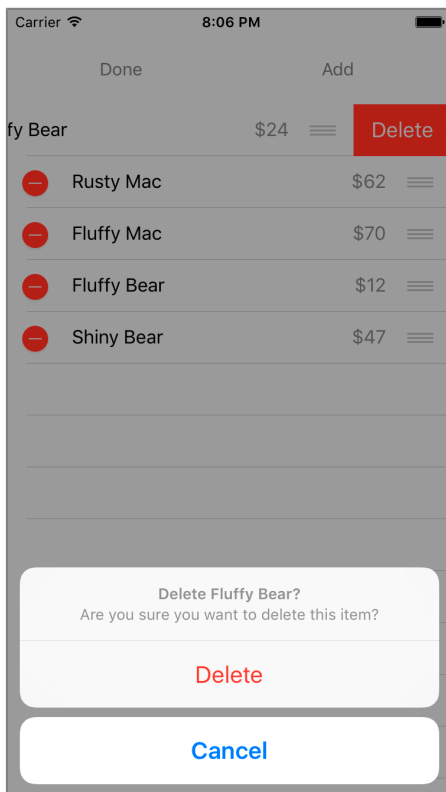 Carrier 8:06 PM
Done Add
fy Bear $24 Delete
Rusty Mac $62
Fluffy Mac $70
Fluffy Bear $12
Shiny Bear $47
Delete Fluffy Bear?
Are you sure you want to delete this item?
Delete
Cancel